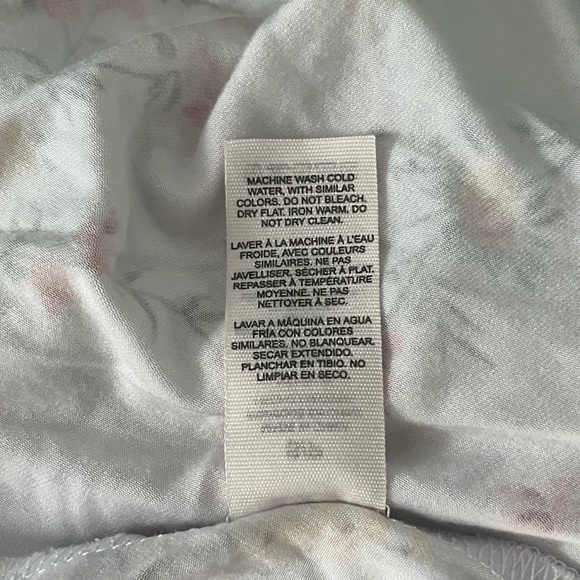 MACHINE WASH COLD
WATER, WITH SIMILAR
COLORS. DO NOT BLEACH.
DRY FLAT. IRON WARM. DO
NOT DRY CLEAN.
LAVER À LA MACHINE À L'EAU
FROIDE, AVEC COULEURS
SIMILAIRES. NE PAS
JAVELLISER. SÉCHER À PLAT.
REPASSER À TEMPÉRATURE
MOYENNE. NE PAS
NETTOYER À SEC.
LAVAR A MÁQUINA EN AGUA
FRÍA CON COLORES
SIMILARES. NO BLANQUEAR.
SECAR EXTENDIDO.
PLANCHAR EN TIBIO. NO
LIMPIAR EN SECO.